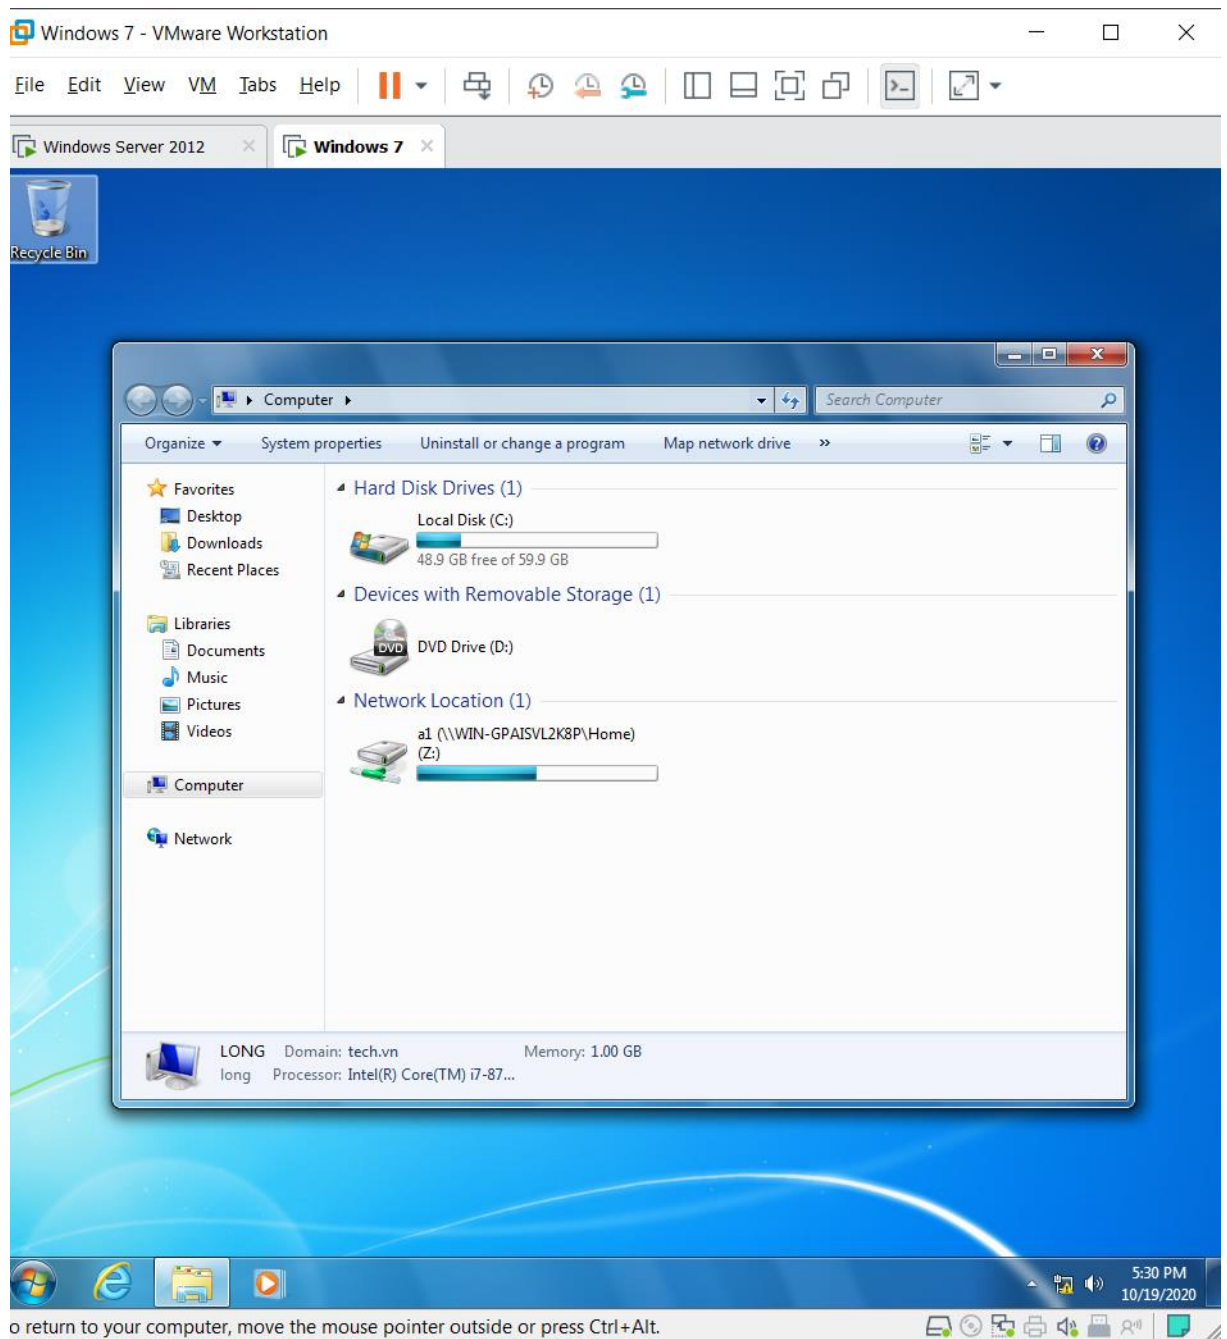 Windows 7 - VMware Workstation
File Edit View VM Tabs Help
Windows Server 2012 Windows 7
Recycle Bin
Computer Search Computer
Organize System properties Uninstall or change a program Map network drive »
Favorites
Desktop
Downloads
Recent Places
Libraries
Documents
Music
Pictures
Videos
Computer
Network
Hard Disk Drives (1)
Local Disk (C:)
48.9 GB free of 59.9 GB
Devices with Removable Storage (1)
DVD
DVD Drive (D:)
Network Location (1)
a1 (\\WIN-GPAISVL2K8P\Home)
(Z:)
LONG Domain: tech.vn Memory: 1.00 GB
long Processor: Intel(R) Core(TM) i7-87...
5:30 PM
10/19/2020
o return to your computer, move the mouse pointer outside or press Ctrl+Alt.